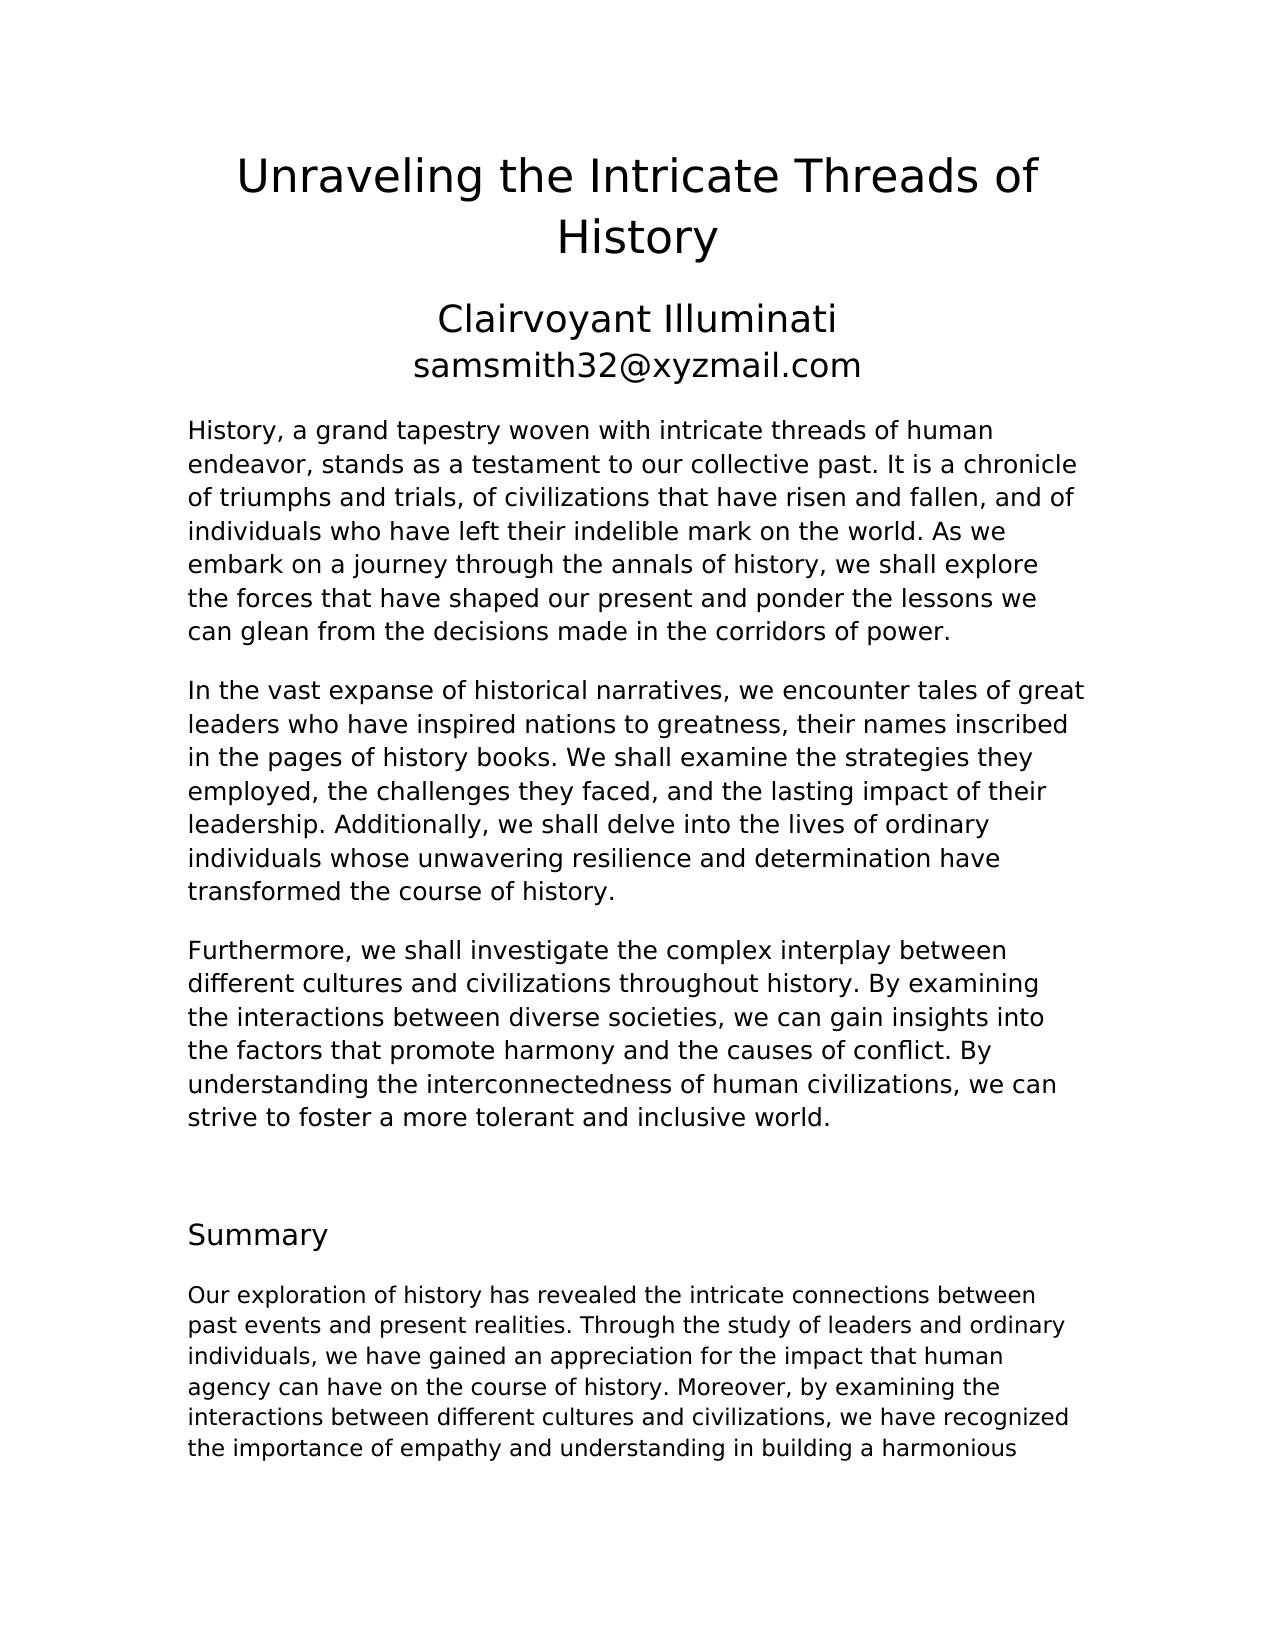 Unraveling the Intricate Threads of
History
Clairvoyant Illuminati
samsmith32@xyzmail.com
History, a grand tapestry woven with intricate threads of human
endeavor, stands as a testament to our collective past. It is a chronicle
of triumphs and trials, of civilizations that have risen and fallen, and of
individuals who have left their indelible mark on the world. As we
embark on a journey through the annals of history, we shall explore
the forces that have shaped our present and ponder the lessons we
can glean from the decisions made in the corridors of power.
In the vast expanse of historical narratives, we encounter tales of great
leaders who have inspired nations to greatness, their names inscribed
in the pages of history books. We shall examine the strategies they
employed, the challenges they faced, and the lasting impact of their
leadership. Additionally, we shall delve into the lives of ordinary
individuals whose unwavering resilience and determination have
transformed the course of history.
Furthermore, we shall investigate the complex interplay between
different cultures and civilizations throughout history. By examining
the interactions between diverse societies, we can gain insights into
the factors that promote harmony and the causes of conflict. By
understanding the interconnectedness of human civilizations, we can
strive to foster a more tolerant and inclusive world.
Summary
Our exploration of history has revealed the intricate connections between
past events and present realities. Through the study of leaders and ordinary
individuals, we have gained an appreciation for the impact that human
agency can have on the course of history. Moreover, by examining the
interactions between different cultures and civilizations, we have recognized
the importance of empathy and understanding in building a harmonious